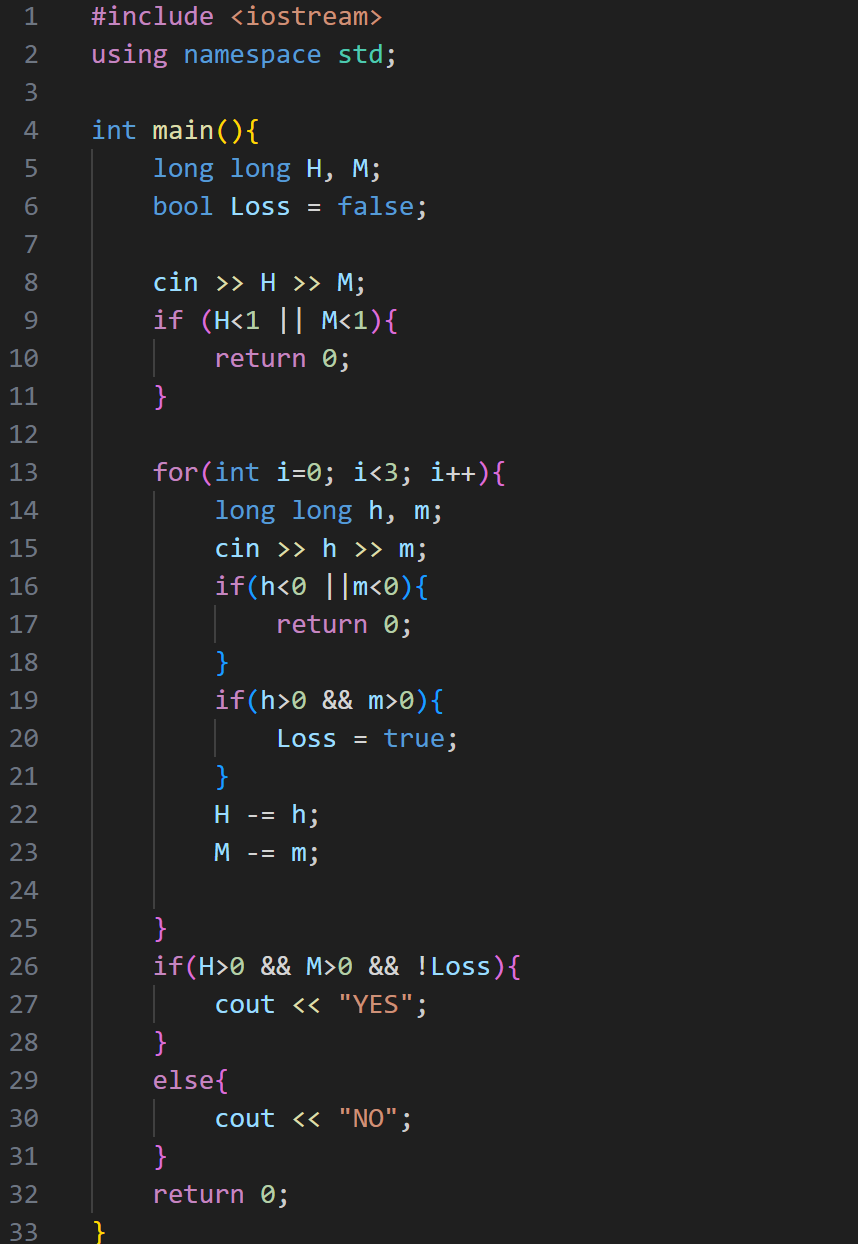 1 #include <iostream>
2 using namespace std;
3
4 int main(){
5     long long H, M;
6     bool Loss = false;
7
8     cin >> H >> M;
9     if (H<1 || M<1){
10         return 0;
11     }
12
13     for(int i=0; i<3; i++){
14         long long h, m;
15         cin >> h >> m;
16         if(h<0 ||m<0){
17             return 0;
18         }
19         if(h>0 && m>0){
20             Loss = true;
21         }
22         H -= h;
23         M -= m;
24
25     }
26     if(H>0 && M>0 && !Loss){
27         cout << "YES";
28     }
29     else{
30         cout << "NO";
31     }
32     return 0;
33 }